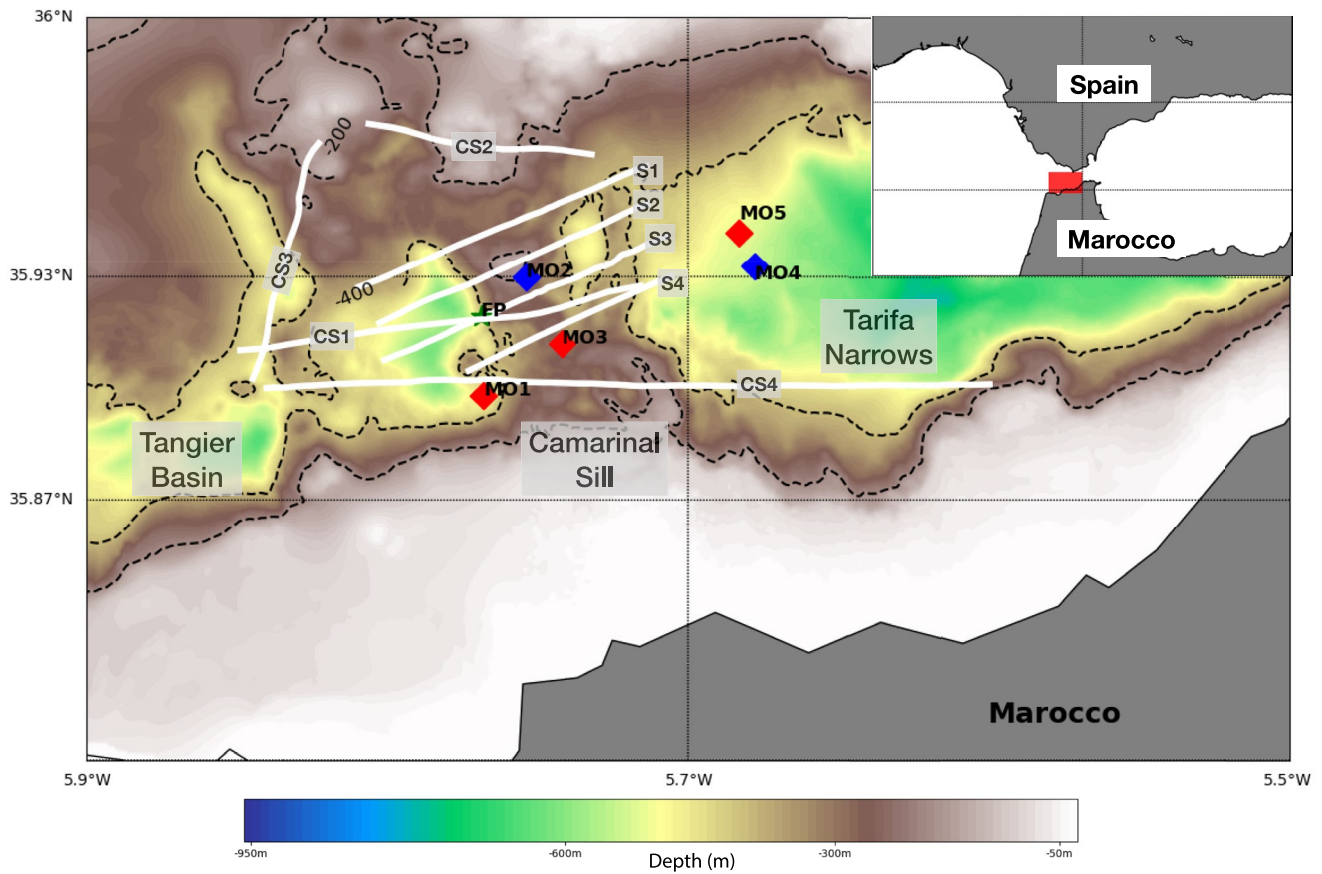 36°N
Spain
-200
CS2
S1
S2
MO5
S3
CS3
35.93°N
MO2
MO4
Marocco
-400
S4
FP
CS1
MO3
Tarifa
Narrows
CS4
MO1
Tangier
Basin
Camarinal
Sill
35.87°N
Marocco
5.9°W
5.7°W
5.5°W
-950m
-600m
-300m
-50m
Depth (m)